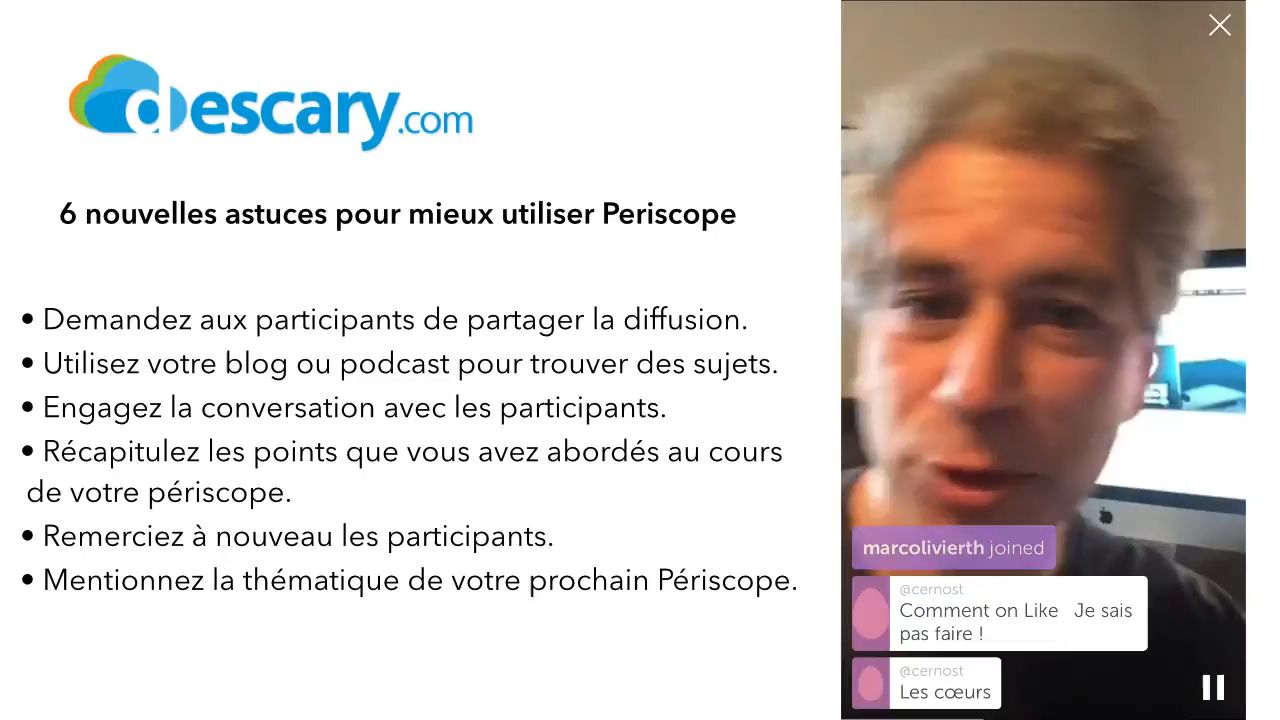 descary.com
6 nouvelles astuces pour mieux utiliser Periscope
• Demandez aux participants de partager la diffusion.
• Utilisez votre blog ou podcast pour trouver des sujets.
• Engagez la conversation avec les participants.
• Récapitulez les points que vous avez abordés au cours
de votre périscope.
• Remerciez à nouveau les participants.
• Mentionnez la thématique de votre prochain Périscope.
marcolivierth joined
@cernost
Comment on Like   Je sais
pas faire !
@cernost
Les cœurs